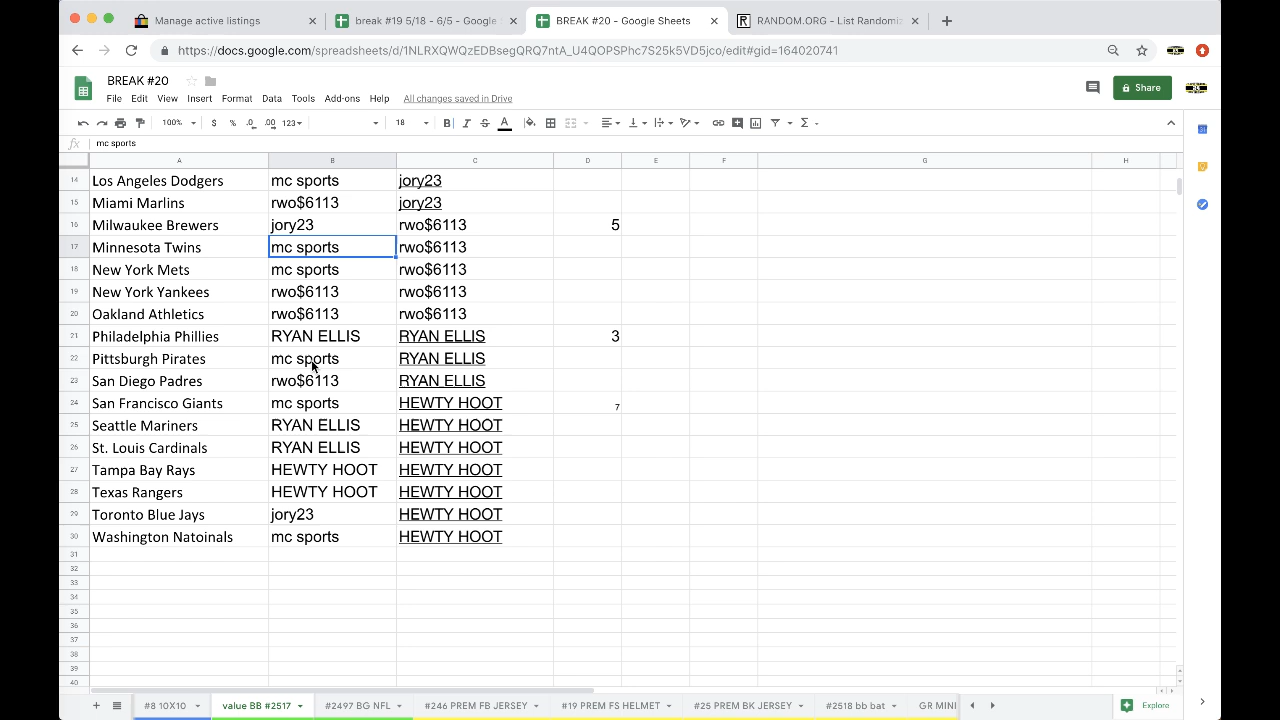 Manage active listings
break #19 5/18 - 6/5 - Google
BREAK #20 - Google Sheets
RANDOM.ORG - List Randomiz
https://docs.google.com/spreadsheets/d/1NLRXQWQzEDBsegQRQ7ntA_U4QOPSPhc7S25k5VD5jco/edit#gid=164020741
BREAK #20
File Edit View Insert Format Data Tools Add-ons Help All changes saved in Drive
Share
100% $ % .0 .00 123 18 B I S A
fx mc sports
A B C D E F G H
14 Los Angeles Dodgers mc sports jory23
15 Miami Marlins rwo$6113 jory23
16 Milwaukee Brewers jory23 rwo$6113 5
17 Minnesota Twins mc sports rwo$6113
18 New York Mets mc sports rwo$6113
19 New York Yankees rwo$6113 rwo$6113
20 Oakland Athletics rwo$6113 rwo$6113
21 Philadelphia Phillies RYAN ELLIS RYAN ELLIS 3
22 Pittsburgh Pirates mc sports RYAN ELLIS
23 San Diego Padres rwo$6113 RYAN ELLIS
24 San Francisco Giants mc sports HEWTY HOOT 7
25 Seattle Mariners RYAN ELLIS HEWTY HOOT
26 St. Louis Cardinals RYAN ELLIS HEWTY HOOT
27 Tampa Bay Rays HEWTY HOOT HEWTY HOOT
28 Texas Rangers HEWTY HOOT HEWTY HOOT
29 Toronto Blue Jays jory23 HEWTY HOOT
30 Washington Natoinals mc sports HEWTY HOOT
31
32
33
34
35
36
37
38
39
40
#8 10X10 value BB #2517 #2497 BG NFL #246 PREM FB JERSEY #19 PREM FS HELMET #25 PREM BK JERSEY #2518 bb bat GR MINI Explore